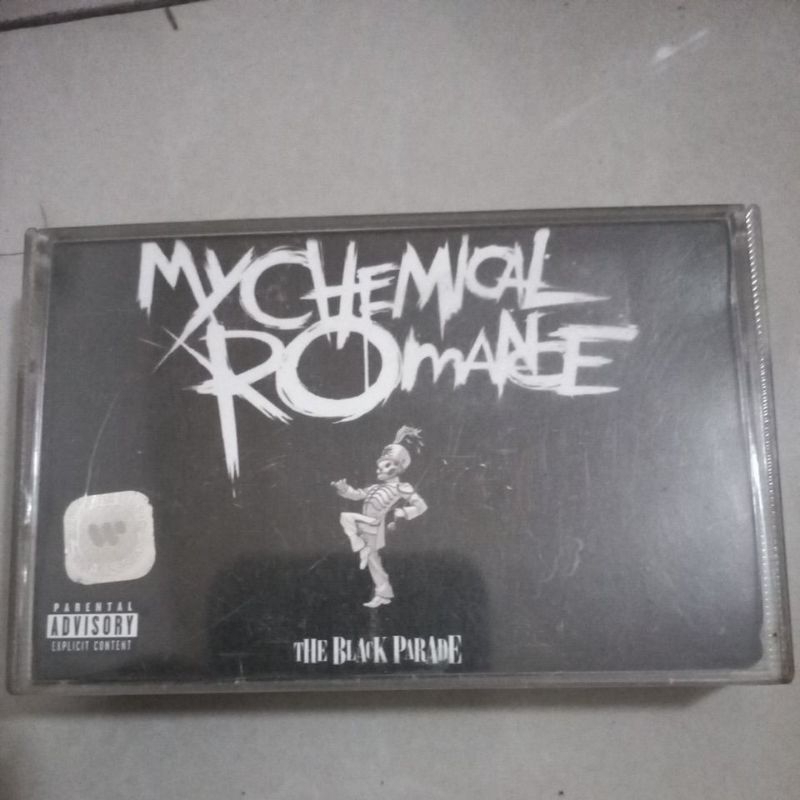 MY CHEMICAL
ROMANCE
PARENTAL
ADVISORY
EXPLICIT CONTENT
THE BLACK PARADE